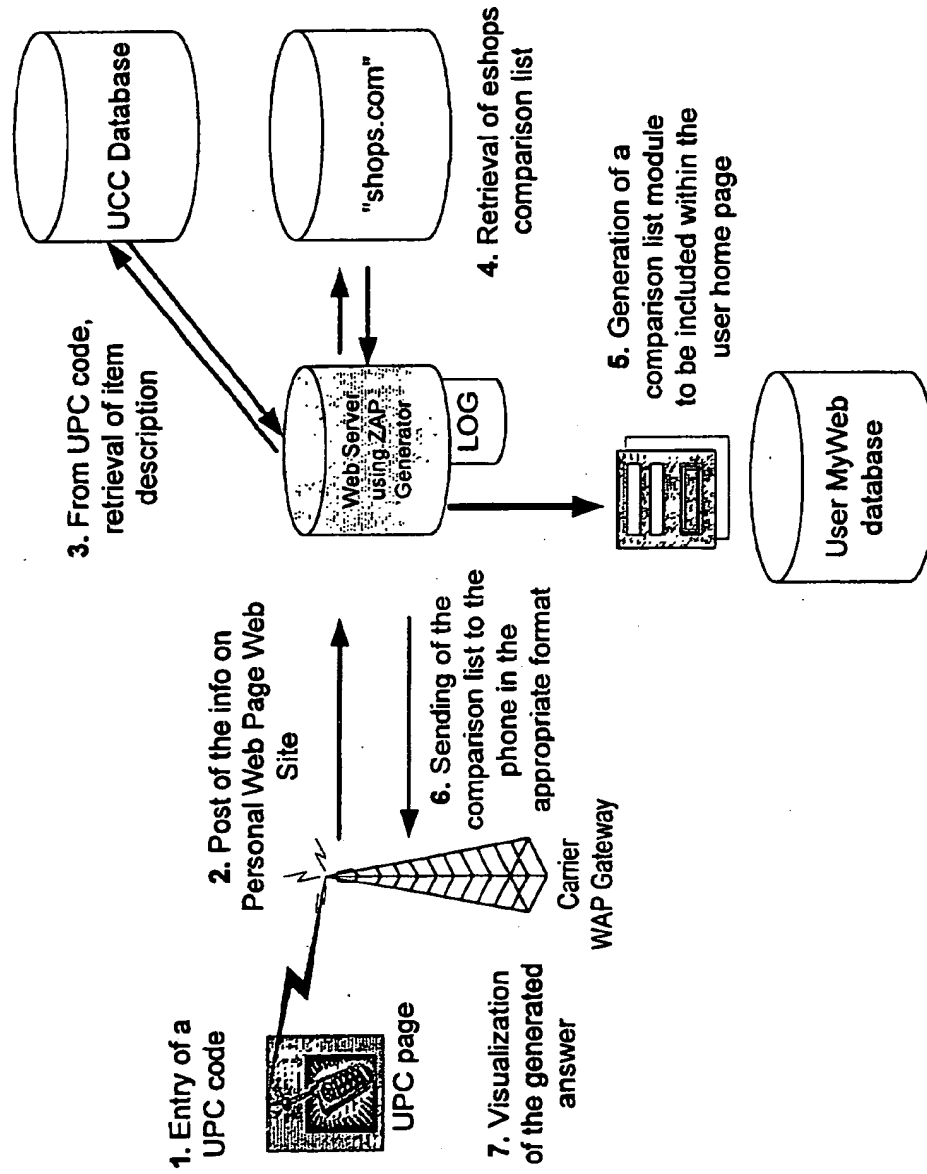 1. Entry of a
UPC code
UPC page
7. Visualization
of the generated
answer
2. Post of the info on
Personal Web Page Web
Site
6. Sending of the
comparison list to the
phone in the
appropriate format
Carrier
WAP Gateway
3. From UPC code,
retrieval of item
description
Web Server
using ZAP
Generator
LOG
UCC Database
"shops.com"
4. Retrieval of eshops
comparison list
5. Generation of a
comparison list module
to be included within the
user home page
User MyWeb
database